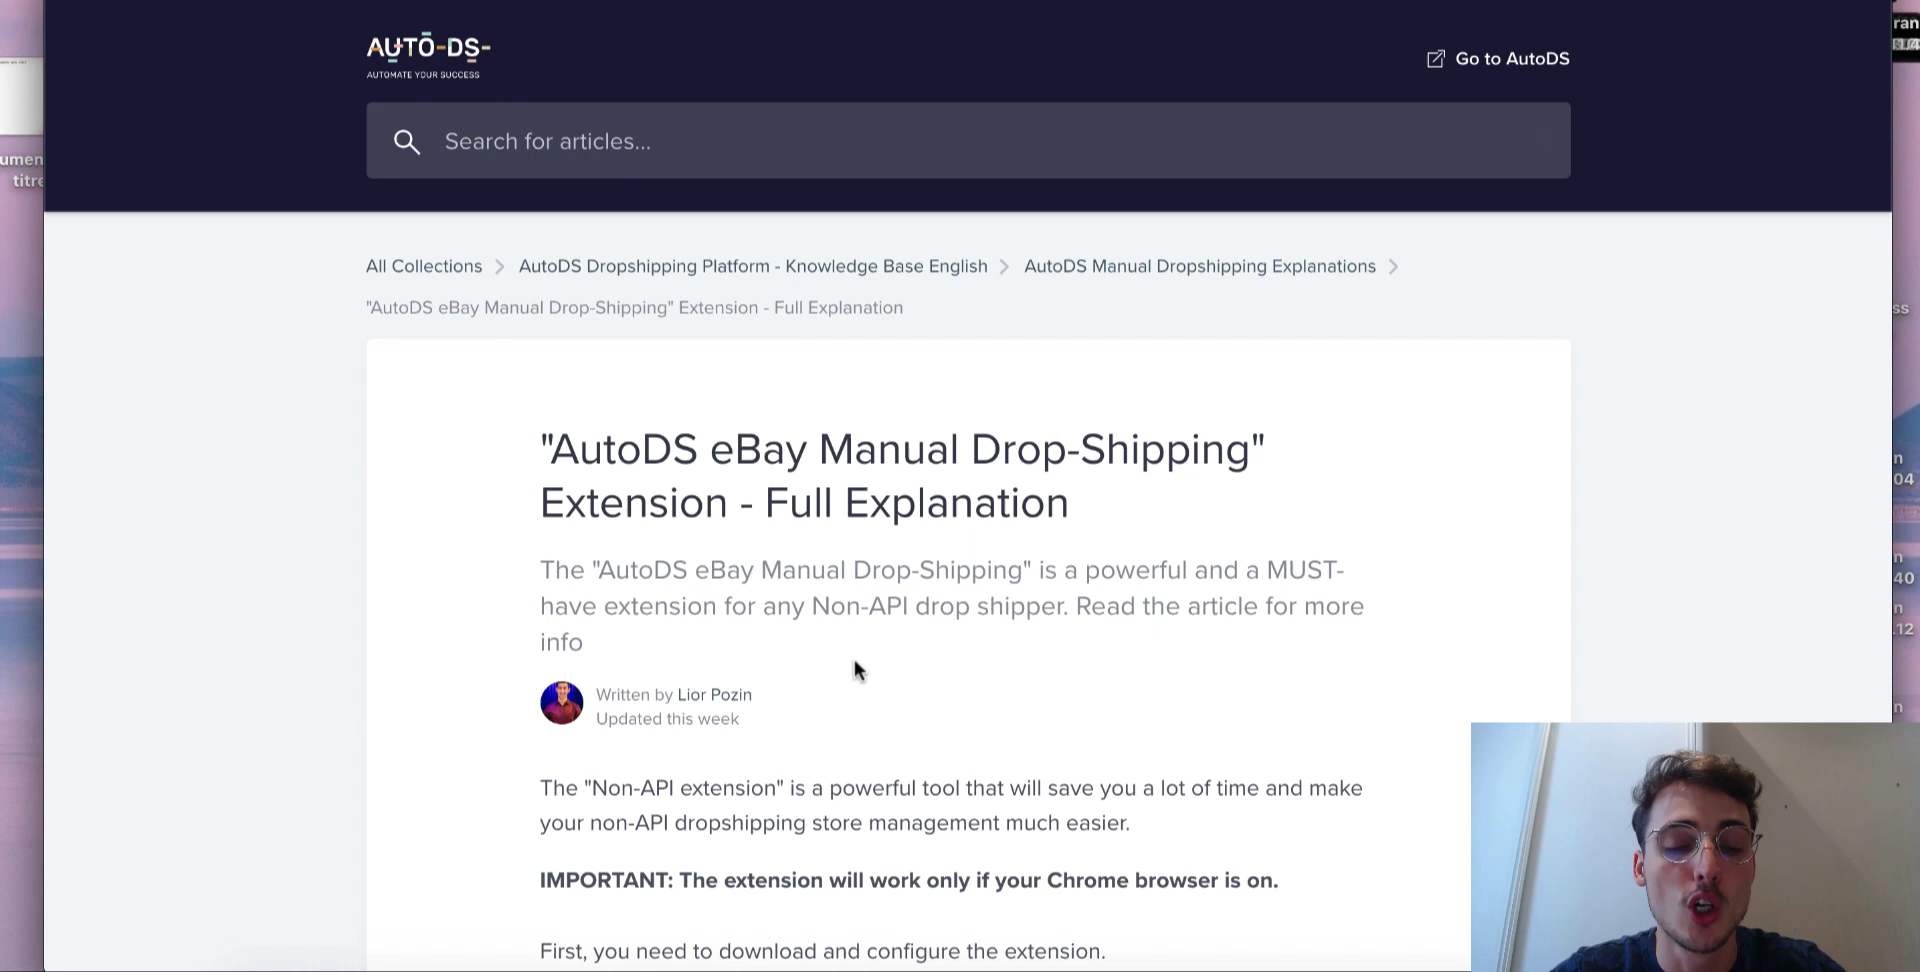 AUTO-DS-
AUTOMATE YOUR SUCCESS
Go to AutoDS
Search for articles...
All Collections
AutoDS Dropshipping Platform - Knowledge Base English
AutoDS Manual Dropshipping Explanations
"AutoDS eBay Manual Drop-Shipping" Extension - Full Explanation
"AutoDS eBay Manual Drop-Shipping"
Extension - Full Explanation
The "AutoDS eBay Manual Drop-Shipping" is a powerful and a MUST-
have extension for any Non-API drop shipper. Read the article for more
info
Written by Lior Pozin
Updated this week
The "Non-API extension" is a powerful tool that will save you a lot of time and make
your non-API dropshipping store management much easier.
IMPORTANT: The extension will work only if your Chrome browser is on.
First, you need to download and configure the extension.